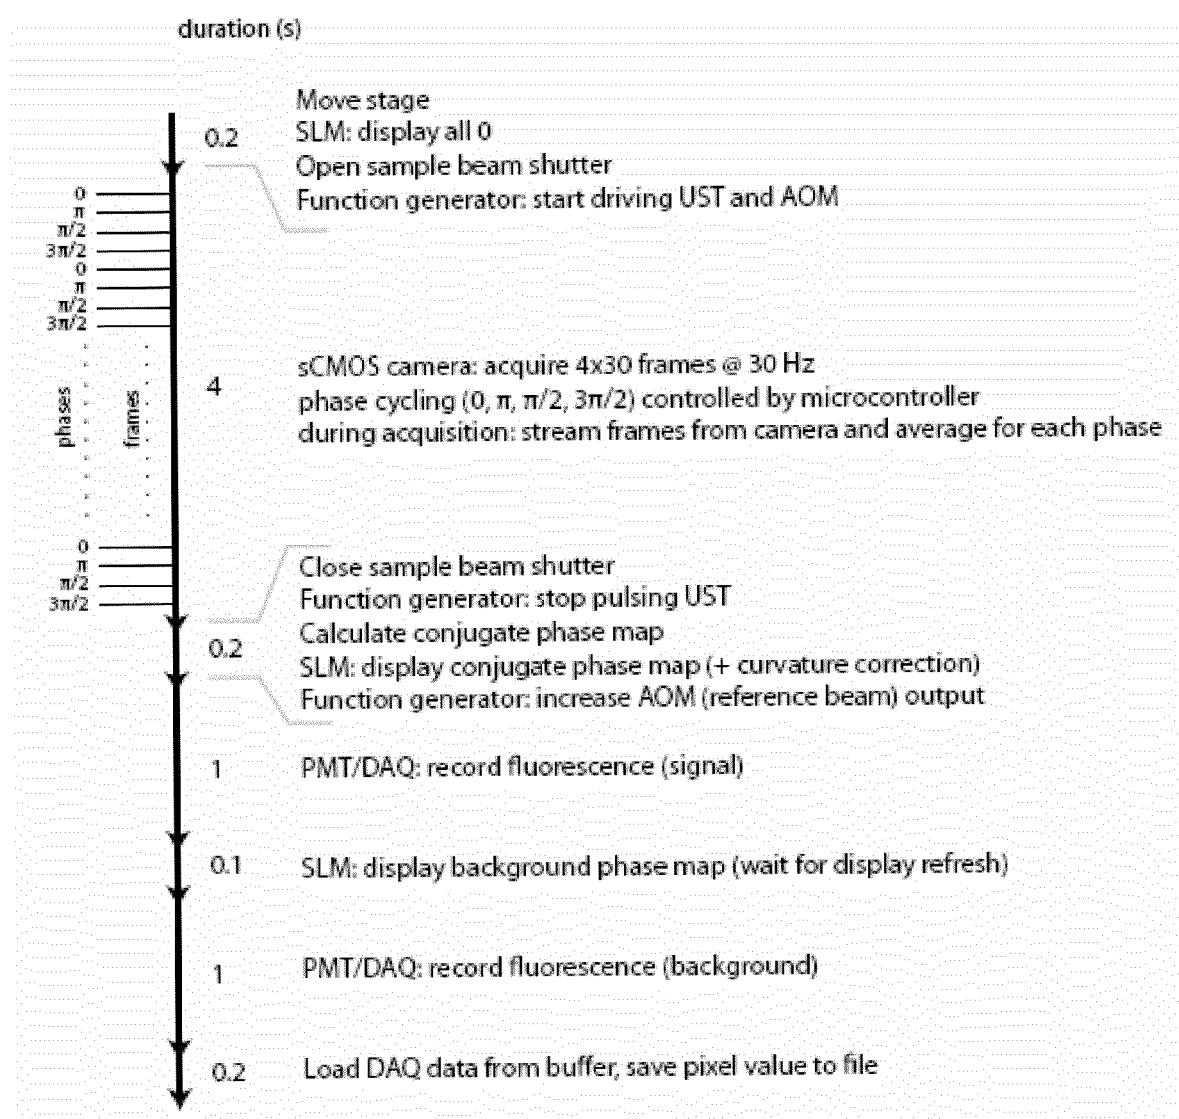 duration (s)
Move stage
0.2
SLM: display all 0
Open sample beam shutter
Function generator: start driving UST and AOM
0
π
π/2
3π/2
0
π
π/2
3π/2
phases
frames
4
sCMOS camera: acquire 4x30 frames @ 30 Hz
phase cycling (0, π, π/2, 3π/2) controlled by microcontroller
during acquisition: stream frames from camera and average for each phase
0
π
π/2
3π/2
Close sample beam shutter
Function generator: stop pulsing UST
0.2
Calculate conjugate phase map
SLM: display conjugate phase map (+ curvature correction)
Function generator: increase AOM (reference beam) output
1
PMT/DAQ: record fluorescence (signal)
0.1
SLM: display background phase map (wait for display refresh)
1
PMT/DAQ: record fluorescence (background)
0.2
Load DAQ data from buffer, save pixel value to file